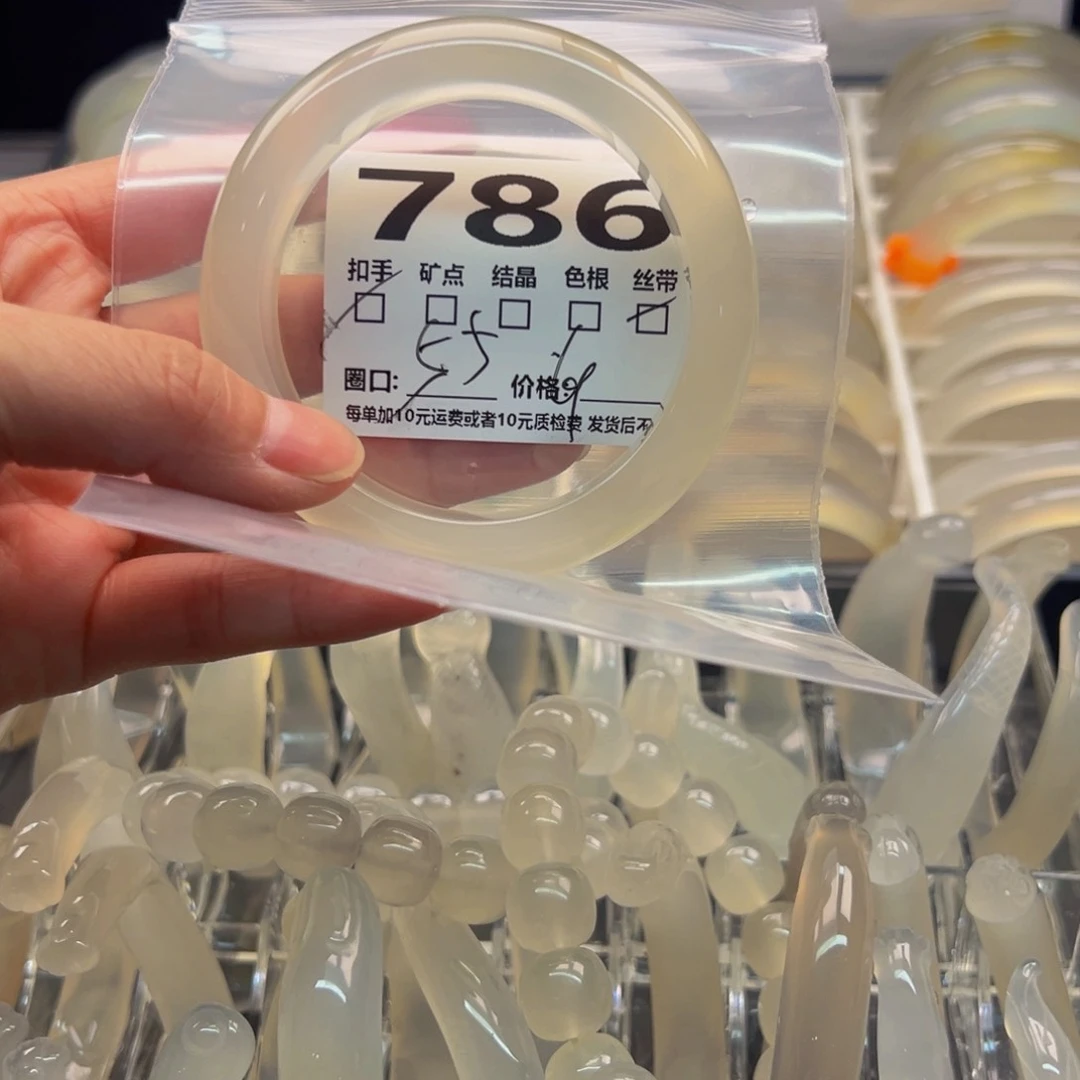 786
扣手 矿点 结晶 色根 丝带
圈口: 55 价格:
每单加10元运费或者10元质检费 发货后不